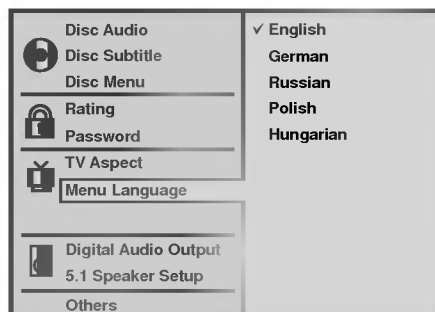 Disc Audio
Disc Subtitle
Disc Menu
Rating
Password
TV Aspect
Menu Language
Digital Audio Output
5.1 Speaker Setup
Others
✓ English
German
Russian
Polish
Hungarian